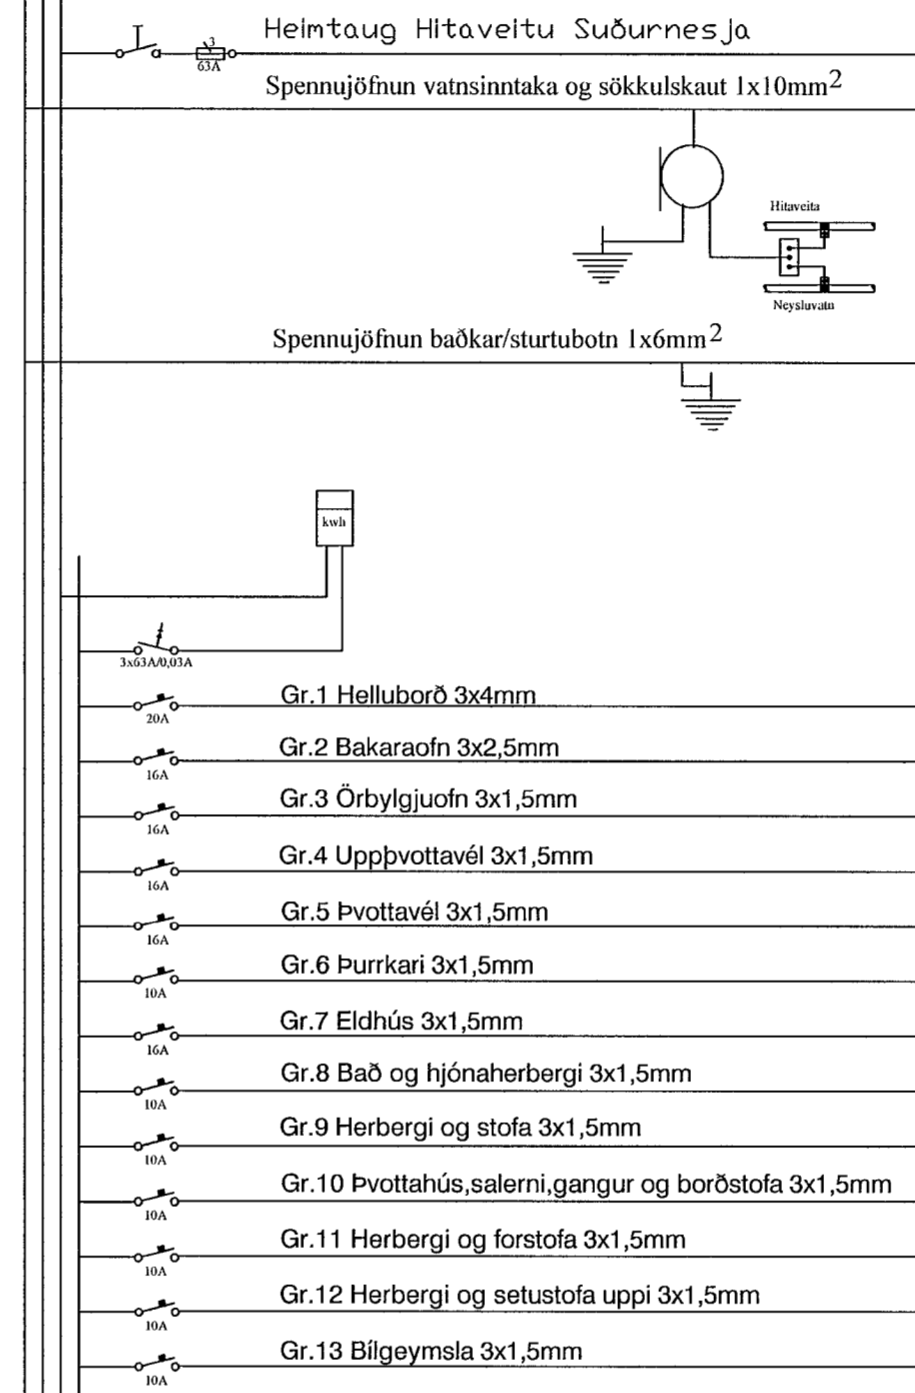 Heimtaug Hitaveitu Suðurnesja
3
63A
Spennujöfnun vatnsinntaka og sökkulskaut 1x10mm2
Hitaveita
Neysluvatn
Spennujöfnun baðkar/sturtubotn 1x6mm2
kwh
3x63A/0,03A
Gr.1 Helluborð 3x4mm
20A
Gr.2 Bakaraofn 3x2,5mm
16A
Gr.3 Örbylgjuofn 3x1,5mm
16A
Gr.4 Uppþvottavél 3x1,5mm
16A
Gr.5 Þvottavél 3x1,5mm
16A
Gr.6 Þurrkari 3x1,5mm
10A
Gr.7 Eldhús 3x1,5mm
16A
Gr.8 Bað og hjónaherbergi 3x1,5mm
10A
Gr.9 Herbergi og stofa 3x1,5mm
10A
Gr.10 Þvottahús,salerni,gangur og borðstofa 3x1,5mm
10A
Gr.11 Herbergi og forstofa 3x1,5mm
10A
Gr.12 Herbergi og setustofa uppi 3x1,5mm
10A
Gr.13 Bílgeymsla 3x1,5mm
10A